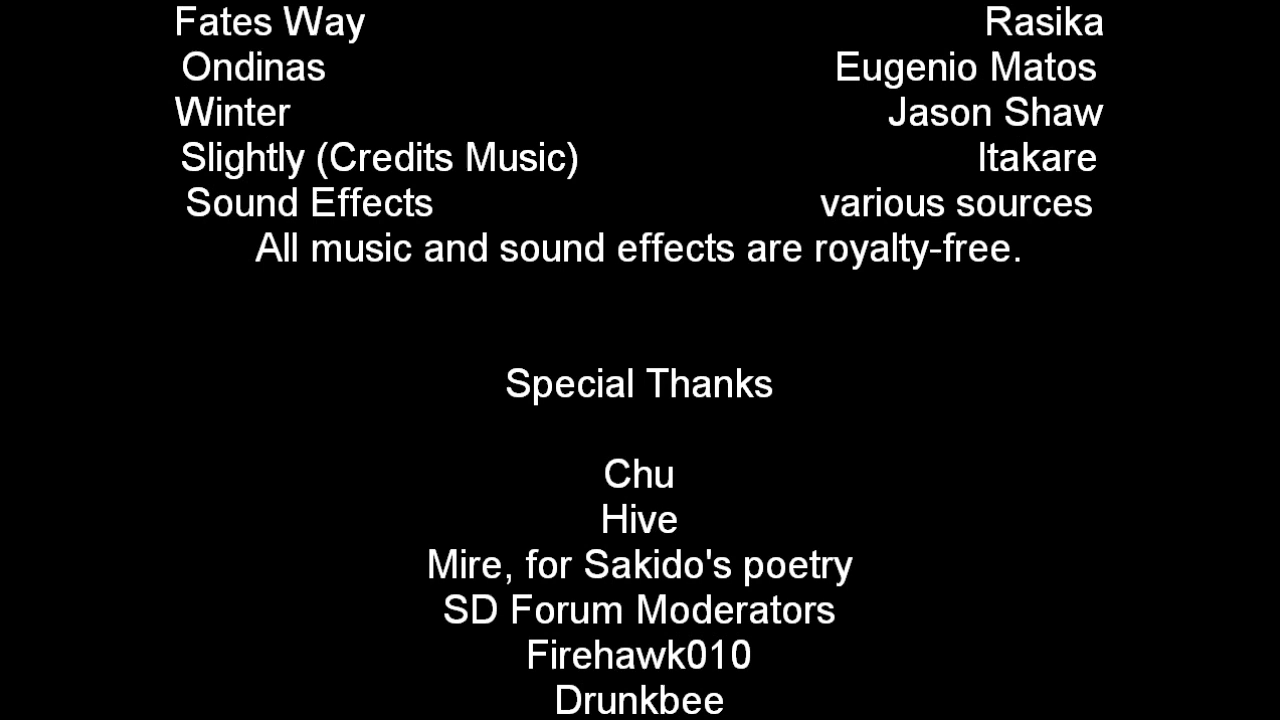 Fates Way Rasika
Ondinas Eugenio Matos
Winter Jason Shaw
Slightly (Credits Music) Itakare
Sound Effects various sources
All music and sound effects are royalty-free.
Special Thanks
Chu
Hive
Mire, for Sakido's poetry
SD Forum Moderators
Firehawk010
Drunkbee